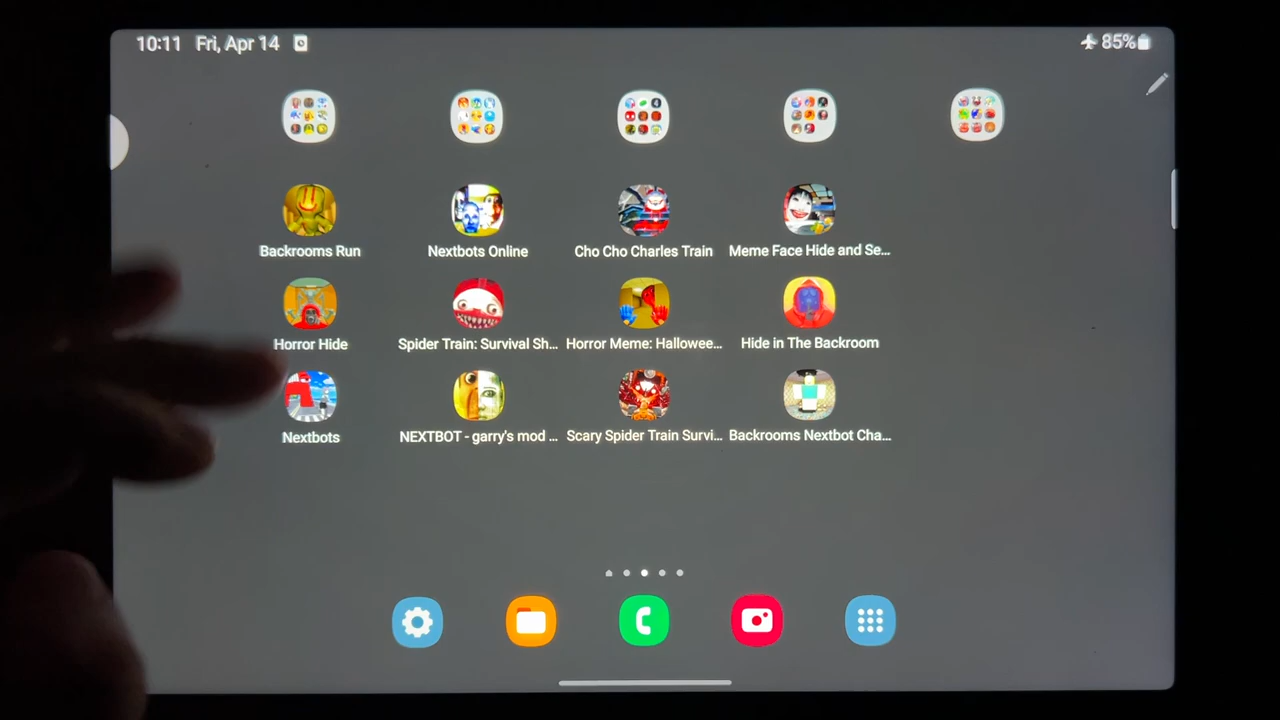 10:11 Fri, Apr 14
85%
Backrooms Run
Nextbots Online
Cho Cho Charles Train
Meme Face Hide and Se...
Horror Hide
Spider Train: Survival Sh...
Horror Meme: Hallowee...
Hide in The Backroom
Nextbots
NEXTBOT - garry's mod ...
Scary Spider Train Survi...
Backrooms Nextbot Cha...